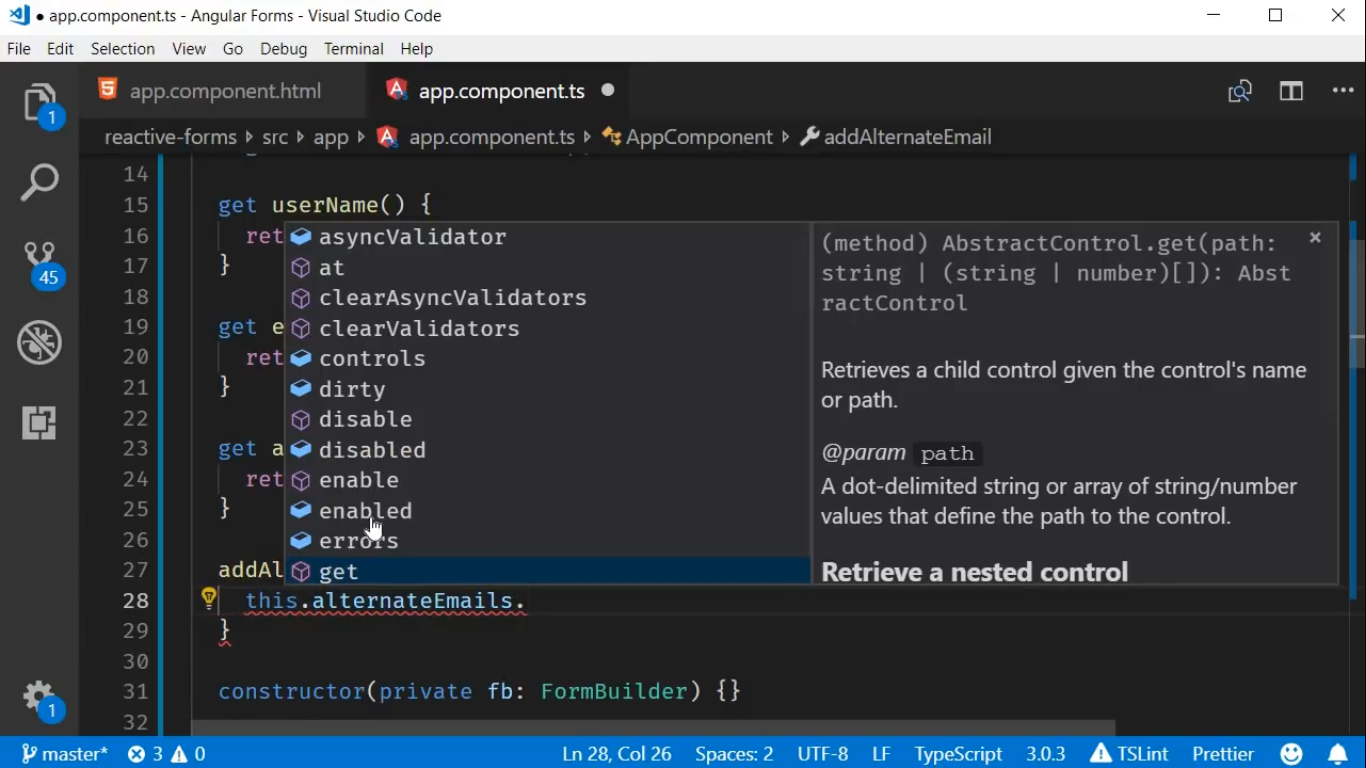 app.component.ts - Angular Forms - Visual Studio Code
File Edit Selection View Go Debug Terminal Help
app.component.html app.component.ts
reactive-forms src app app.component.ts AppComponent addAlternateEmail
14
15 get userName() {
16 ret
17 }
18
19 get e
20 ret
21 }
22
23 get a
24 ret
25 }
26
27 addAl
28 this.alternateEmails.
29 }
30
31 constructor(private fb: FormBuilder) {}
32
asyncValidator
at
clearAsyncValidators
clearValidators
controls
dirty
disable
disabled
enable
enabled
errors
get
(method) AbstractControl.get(path:
string | (string | number)[]): Abst
ractControl
Retrieves a child control given the control's name
or path.
@param path
A dot-delimited string or array of string/number
values that define the path to the control.
Retrieve a nested control
1
45
1
master* 3 0 Ln 28, Col 26 Spaces: 2 UTF-8 LF TypeScript 3.0.3 TSLint Prettier